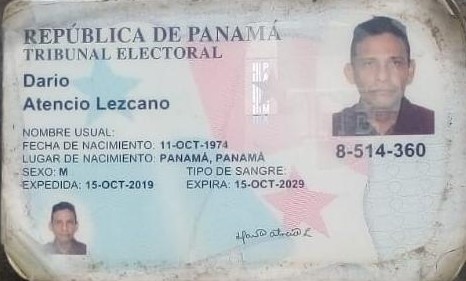 REPÚBLICA DE PANAMÁ
TRIBUNAL ELECTORAL
Dario
Atencio Lezcano
NOMBRE USUAL:
FECHA DE NACIMIENTO: 11-OCT-1974
LUGAR DE NACIMIENTO: PANAMÁ, PANAMÁ
SEXO: M TIPO DE SANGRE:
EXPEDIDA: 15-OCT-2019 EXPIRA: 15-OCT-2029
8-514-360